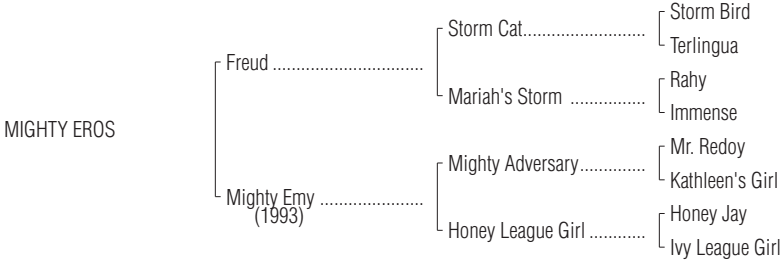 Storm Bird
Storm Cat..........................
Terlingua
Freud ................................
Rahy
Mariah's Storm ................
Immense
MIGHTY EROS
Mr. Redoy
Mighty Adversary..............
Kathleen's Girl
Mighty Emy ......................
(1993)
Honey Jay
Honey League Girl ............
Ivy League Girl